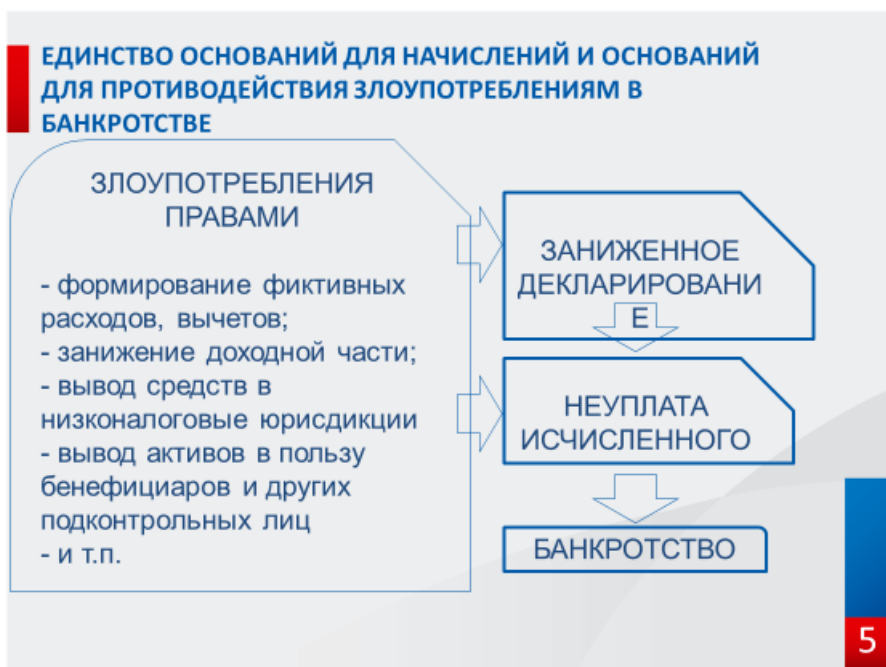 ЕДИНСТВО ОСНОВАНИЙ ДЛЯ НАЧИСЛЕНИЙ И ОСНОВАНИЙ
ДЛЯ ПРОТИВОДЕЙСТВИЯ ЗЛОУПОТРЕБЛЕНИЯМ В
БАНКРОТСТВЕ
ЗЛОУПОТРЕБЛЕНИЯ
ПРАВАМИ
- формирование фиктивных
расходов, вычетов;
- занижение доходной части;
- вывод средств в
низконалоговые юрисдикции
- вывод активов в пользу
бенефициаров и других
подконтрольных лиц
- и т.п.
ЗАНИЖЕННОЕ
ДЕКЛАРИРОВАНИ
Е
НЕУПЛАТА
ИСЧИСЛЕННОГО
БАНКРОТСТВО
5